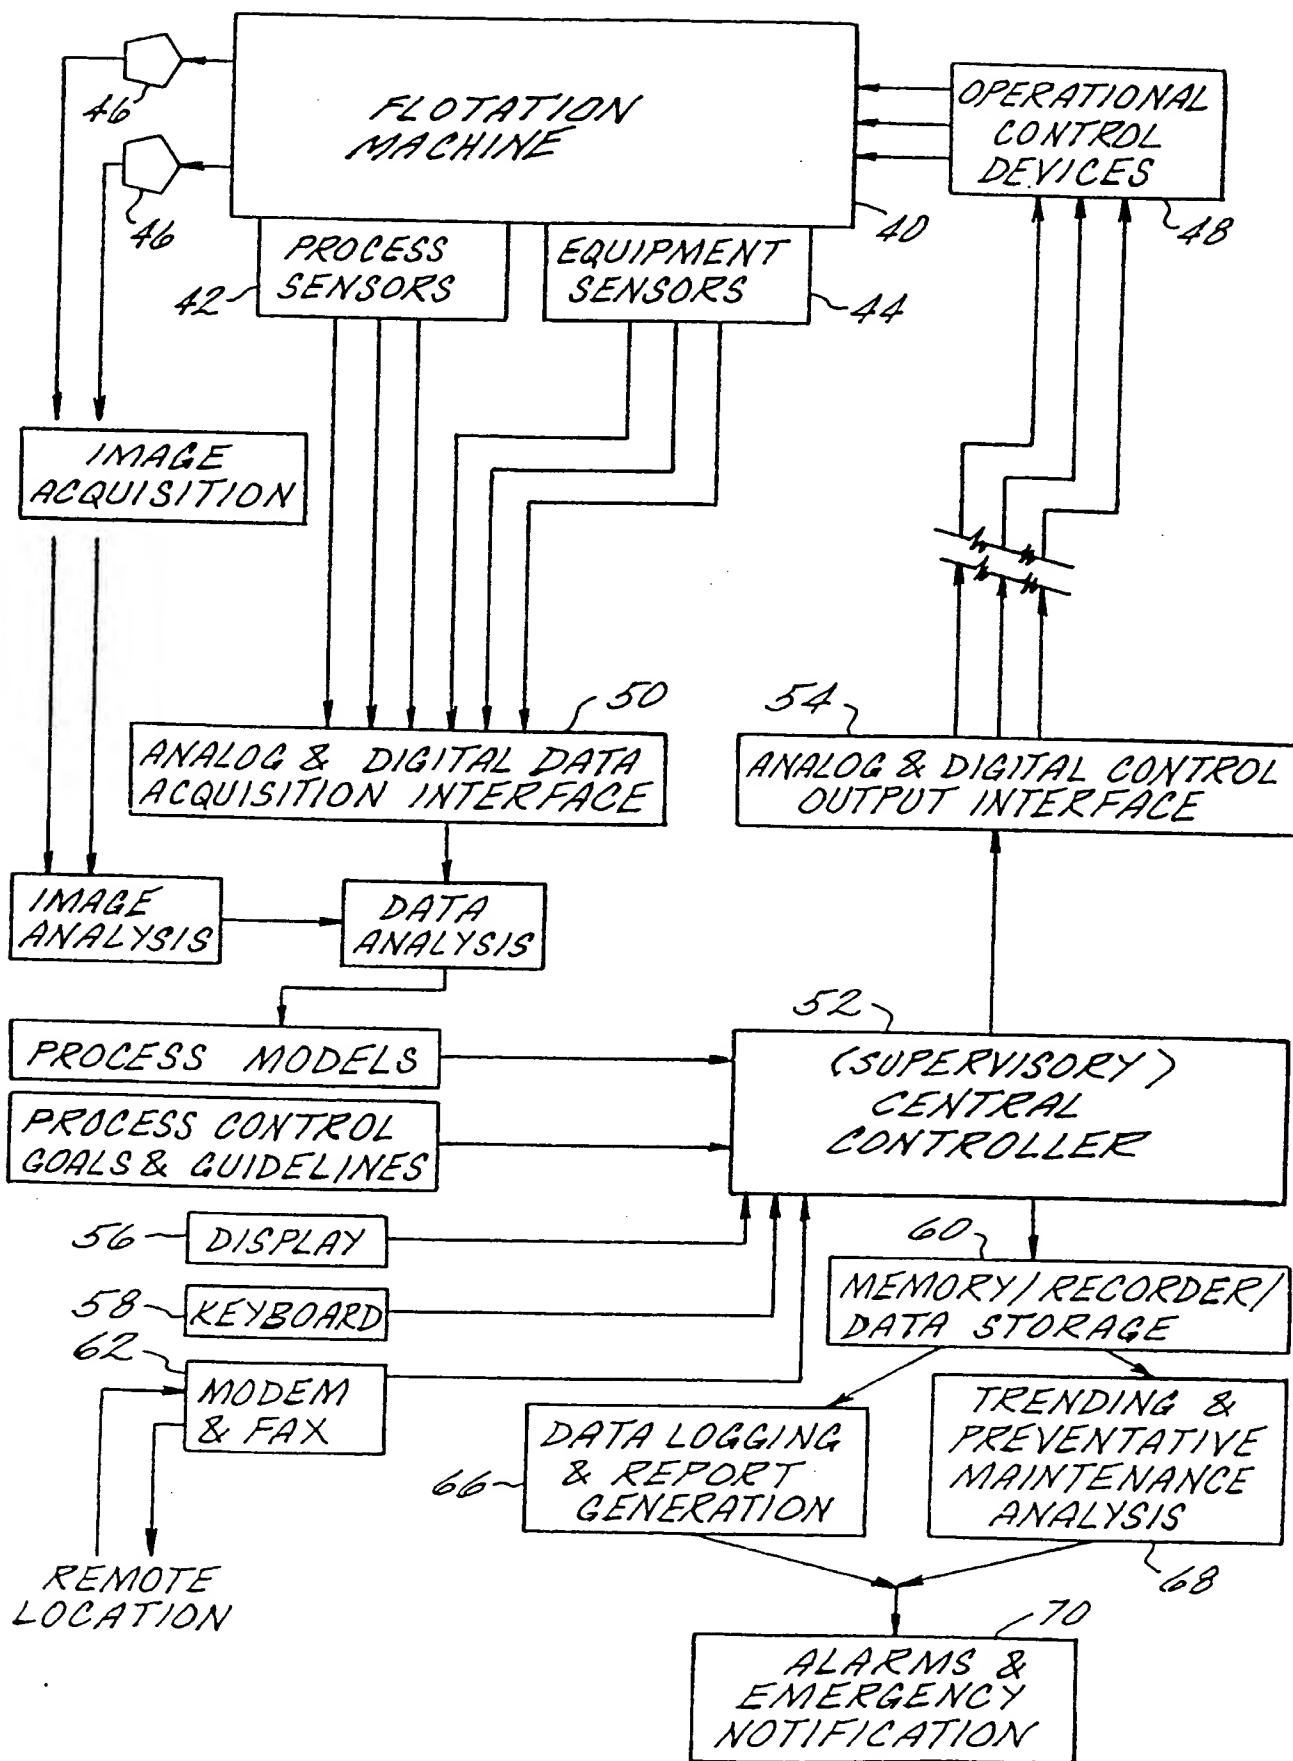 FLOTATION
MACHINE
46
46
OPERATIONAL
CONTROL
DEVICES
40
48
PROCESS
SENSORS
42
EQUIPMENT
SENSORS
44
IMAGE
ACQUISITION
50
ANALOG & DIGITAL DATA
ACQUISITION INTERFACE
54
ANALOG & DIGITAL CONTROL
OUTPUT INTERFACE
IMAGE
ANALYSIS
DATA
ANALYSIS
PROCESS MODELS
PROCESS CONTROL
GOALS & GUIDELINES
52
(SUPERVISORY)
CENTRAL
CONTROLLER
56
DISPLAY
58
KEYBOARD
62
MODEM
& FAX
REMOTE
LOCATION
60
MEMORY/RECORDER/
DATA STORAGE
66
DATA LOGGING
& REPORT
GENERATION
TRENDING &
PREVENTATIVE
MAINTENANCE
ANALYSIS
68
70
ALARMS &
EMERGENCY
NOTIFICATION